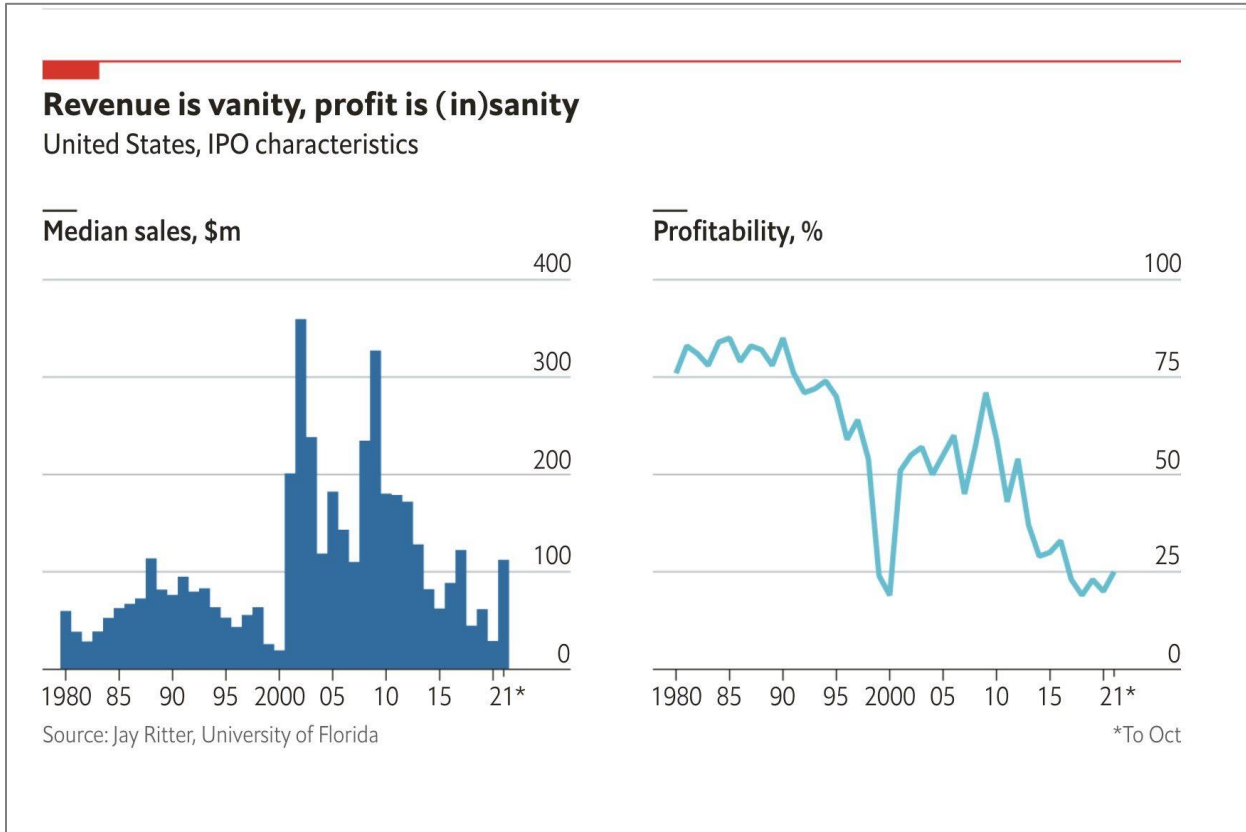 Revenue is vanity, profit is (in)sanity
United States, IPO characteristics
Median sales, $m
400
300
200
100
0
1980 85 90 95 2000 05 10 15 21*
Profitability, %
100
75
50
25
0
1980 85 90 95 2000 05 10 15 21*
Source: Jay Ritter, University of Florida
*To Oct